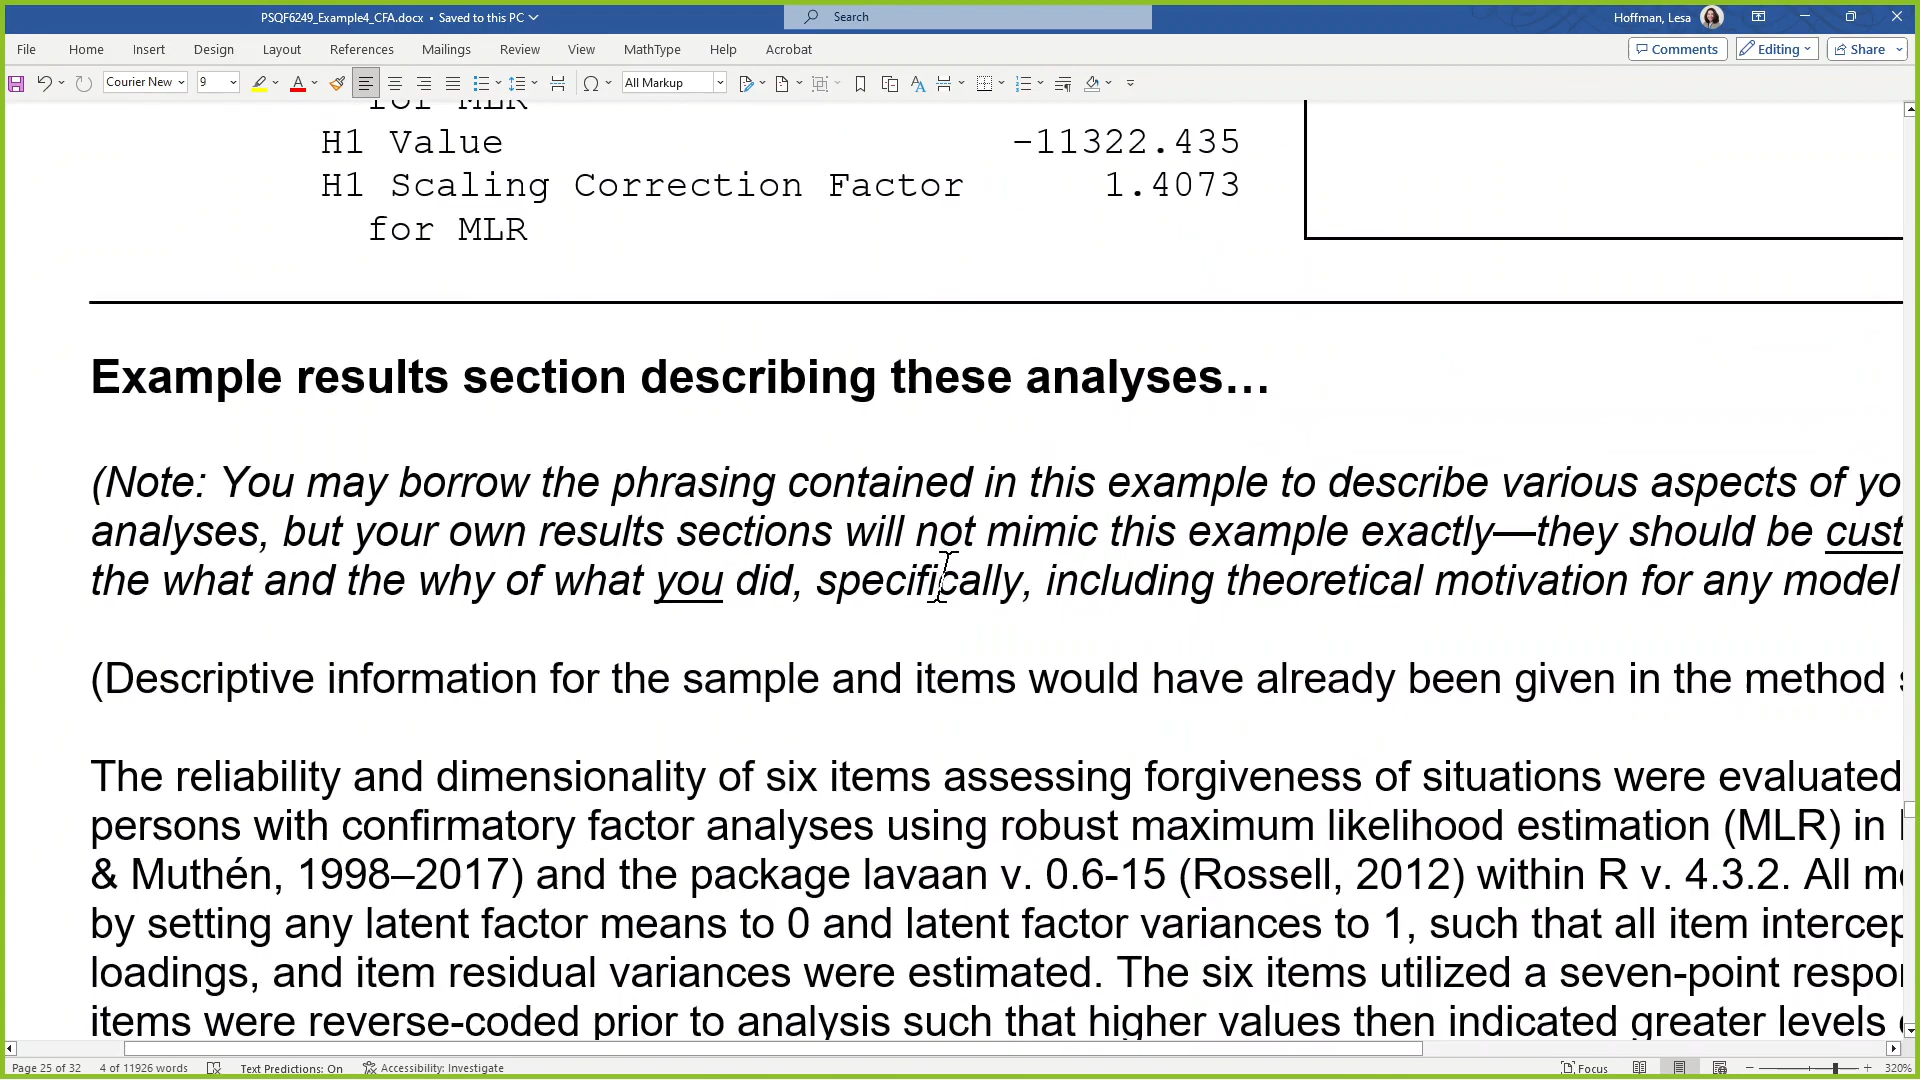 PSQF6249_Example4_CFA.docx • Saved to this PC
Search
Hoffman, Lesa
File Home Insert Design Layout References Mailings Review View MathType Help Acrobat
Comments Editing Share
Courier New 9 All Markup
for MLR
H1 Value -11322.435
H1 Scaling Correction Factor 1.4073
for MLR
Example results section describing these analyses…
(Note: You may borrow the phrasing contained in this example to describe various aspects of yo
analyses, but your own results sections will not mimic this example exactly—they should be cust
the what and the why of what you did, specifically, including theoretical motivation for any model
(Descriptive information for the sample and items would have already been given in the method
The reliability and dimensionality of six items assessing forgiveness of situations were evaluated
persons with confirmatory factor analyses using robust maximum likelihood estimation (MLR) in
& Muthén, 1998–2017) and the package lavaan v. 0.6-15 (Rossell, 2012) within R v. 4.3.2. All m
by setting any latent factor means to 0 and latent factor variances to 1, such that all item intercep
loadings, and item residual variances were estimated. The six items utilized a seven-point respo
items were reverse-coded prior to analysis such that higher values then indicated greater levels
Page 25 of 32 4 of 11926 words Text Predictions: On Accessibility: Investigate Focus 320%